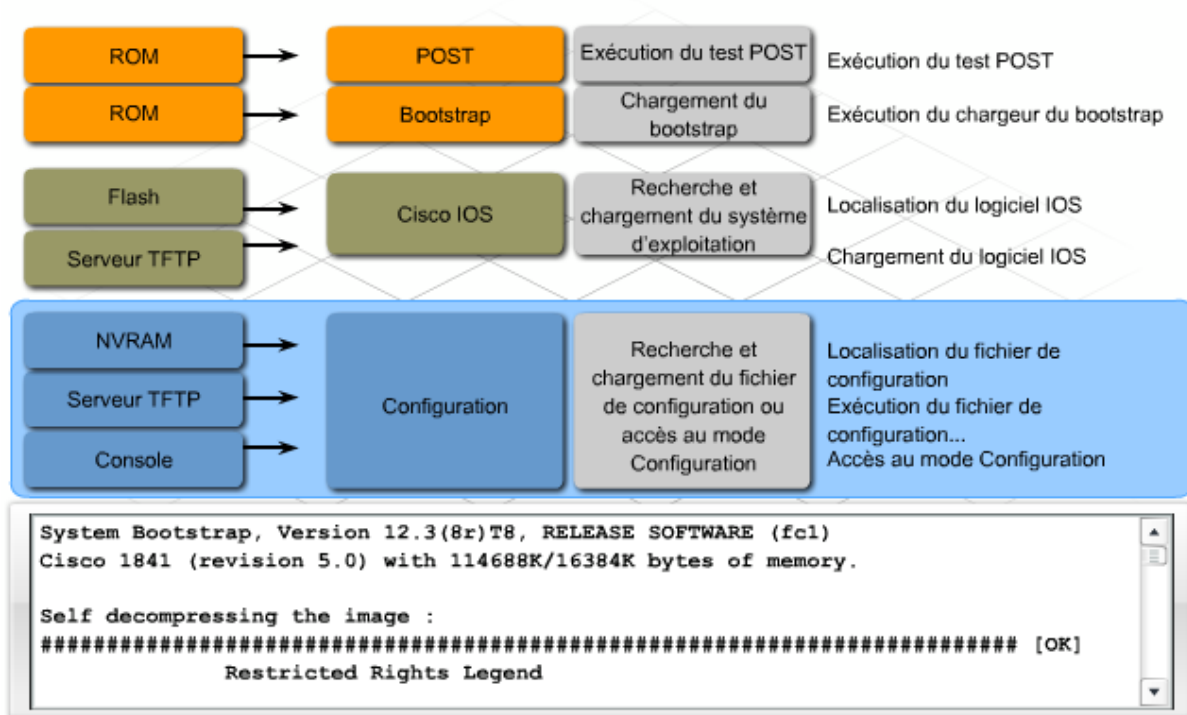 ROM
POST
Exécution du test POST
Exécution du test POST
ROM
Bootstrap
Chargement du
bootstrap
Exécution du chargeur du bootstrap
Flash
Serveur TFTP
Cisco IOS
Recherche et
chargement du système
d'exploitation
Localisation du logiciel IOS
Chargement du logiciel IOS
NVRAM
Serveur TFTP
Console
Configuration
Recherche et
chargement du fichier
de configuration ou
accès au mode
Configuration
Localisation du fichier de
configuration
Exécution du fichier de
configuration...
Accès au mode Configuration
System Bootstrap, Version 12.3(8r)T8, RELEASE SOFTWARE (fc1)
Cisco 1841 (revision 5.0) with 114688K/16384K bytes of memory.
Self decompressing the image :
########################################################################## [OK]
Restricted Rights Legend